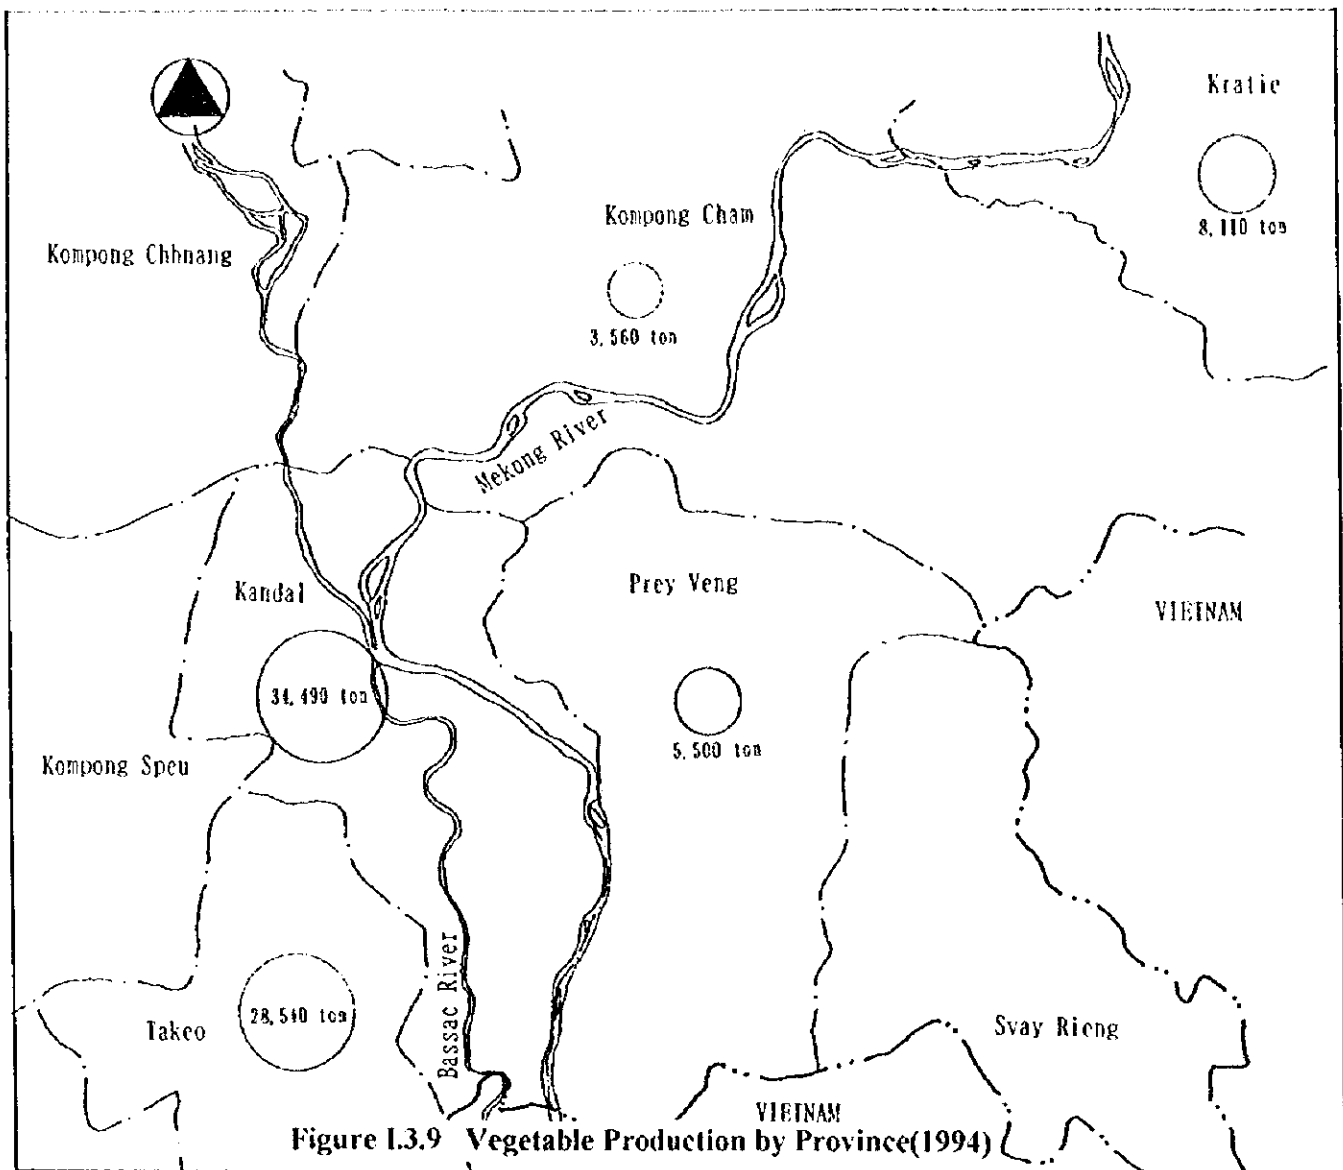 Kratie
8,110 ton
Kompong Cham
3,560 ton
Kompong Chhnang
Mekong River
Kandal
34,490 ton
Prey Veng
5,500 ton
VIETNAM
Kompong Speu
Takeo
28,540 ton
Bassac River
Svay Rieng
VIETNAM
Figure I.3.9 Vegetable Production by Province(1994)